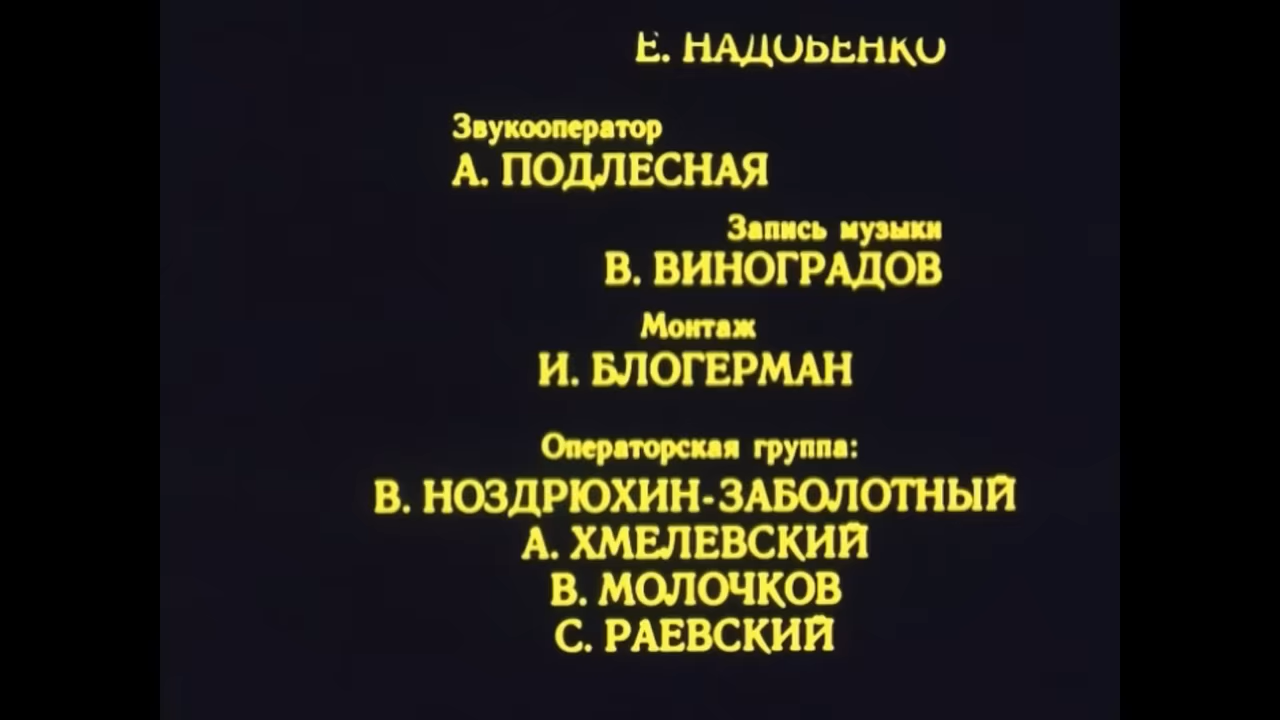 Е. НАДОБЕНКО
Звукооператор
А. ПОДЛЕСНАЯ
Запись музыки
В. ВИНОГРАДОВ
Монтаж
И. БЛОГЕРМАН
Операторская группа:
В. НОЗДРЮХИН-ЗАБОЛОТНЫЙ
А. ХМЕЛЕВСКИЙ
В. МОЛОЧКОВ
С. РАЕВСКИЙ